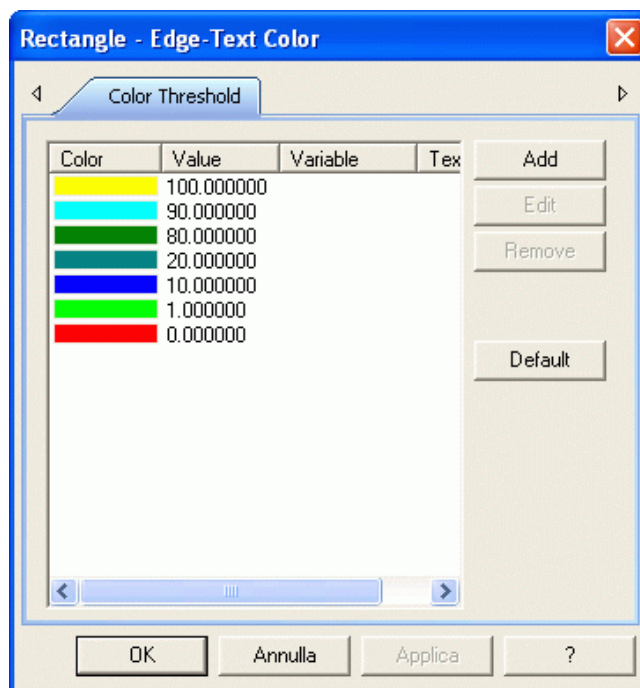 Rectangle - Edge-Text Color
Color Threshold
Color Value Variable Tex
100.000000
90.000000
80.000000
20.000000
10.000000
1.000000
0.000000
Add
Edit
Remove
Default
OK Annulla Applica ?